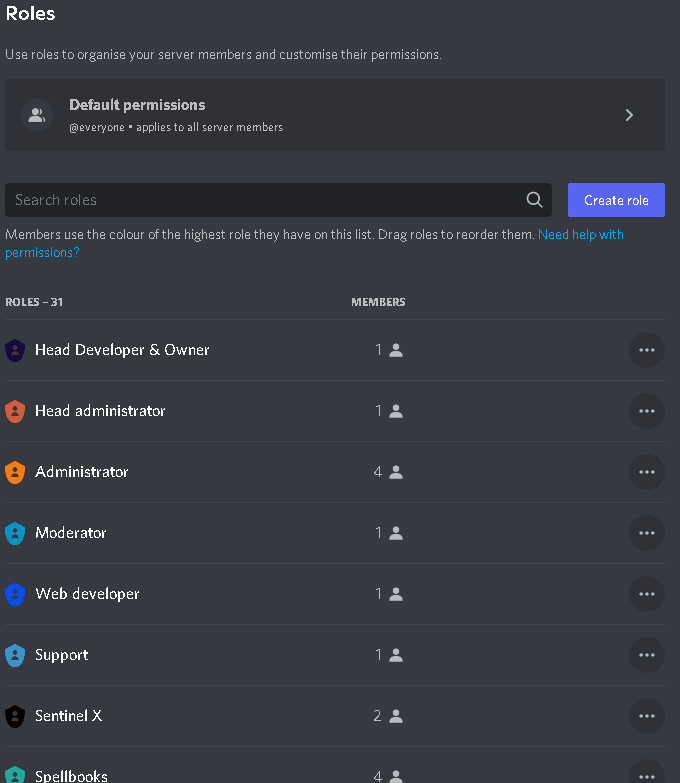 Roles
Use roles to organise your server members and customise their permissions.
Default permissions
@everyone • applies to all server members
Search roles
Create role
Members use the colour of the highest role they have on this list. Drag roles to reorder them. Need help with
permissions?
ROLES – 31 MEMBERS
Head Developer & Owner 1
Head administrator 1
Administrator 4
Moderator 1
Web developer 1
Support 1
Sentinel X 2
Spellbooks 4